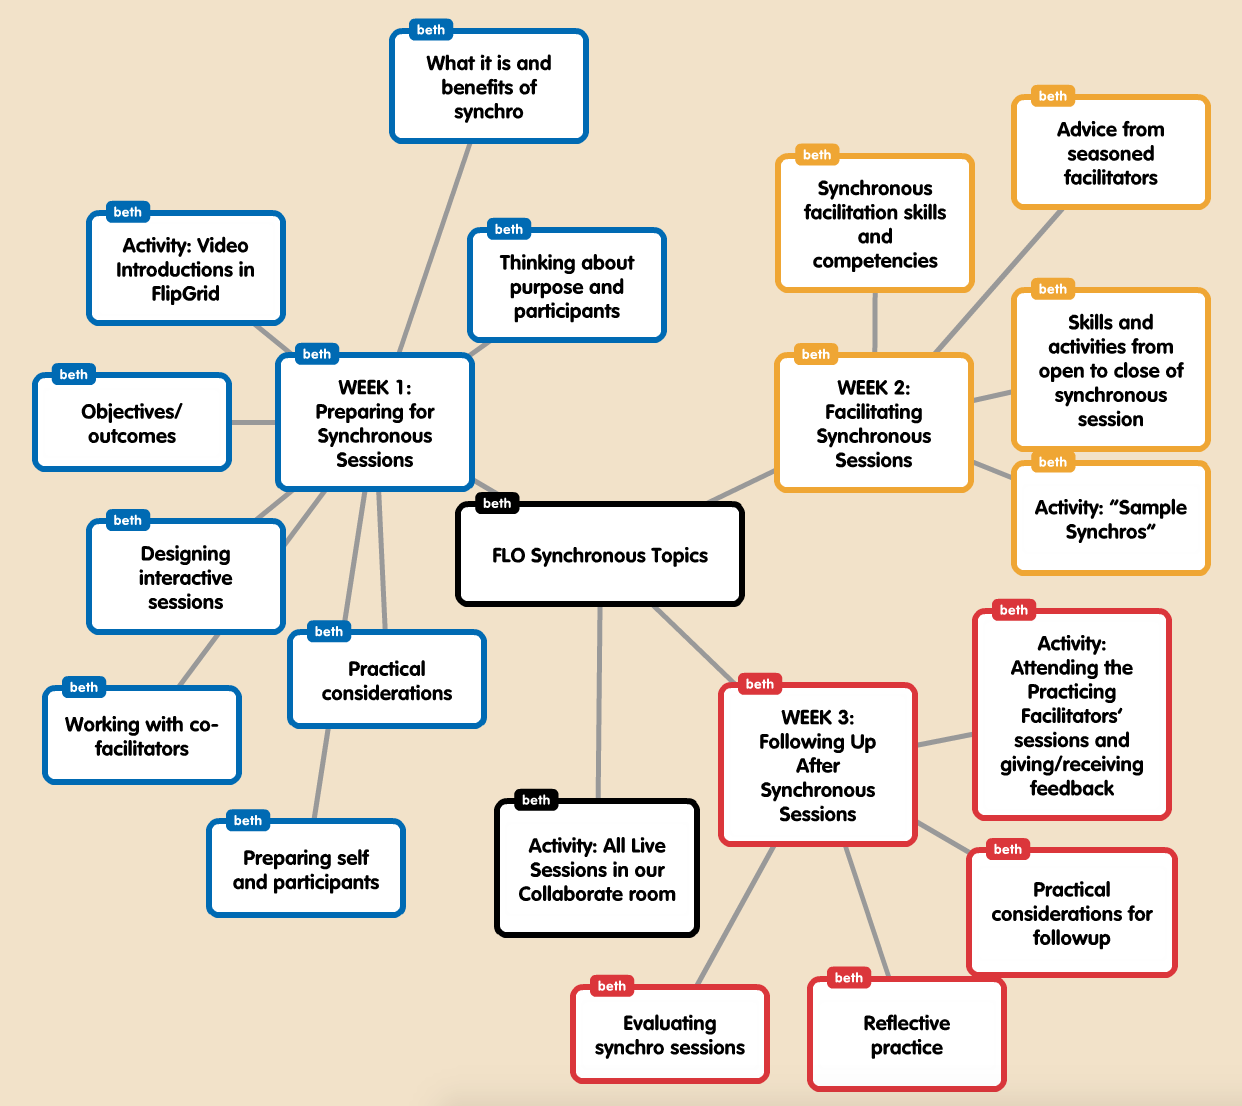 beth
What it is and
benefits of
synchro
beth
Activity: Video
Introductions in
FlipGrid
beth
Thinking about
purpose and
participants
beth
Objectives/
outcomes
beth
WEEK 1:
Preparing for
Synchronous
Sessions
beth
Designing
interactive
sessions
beth
Working with co-
facilitators
beth
Practical
considerations
beth
Preparing self
and participants
beth
FLO Synchronous Topics
beth
Activity: All Live
Sessions in our
Collaborate room
beth
Synchronous
facilitation skills
and
competencies
beth
Advice from
seasoned
facilitators
beth
WEEK 2:
Facilitating
Synchronous
Sessions
beth
Skills and
activities from
open to close of
synchronous
session
beth
Activity: "Sample
Synchros"
beth
WEEK 3:
Following Up
After
Synchronous
Sessions
beth
Activity:
Attending the
Practicing
Facilitators'
sessions and
giving/receiving
feedback
beth
Practical
considerations for
followup
beth
Evaluating
synchro sessions
beth
Reflective
practice